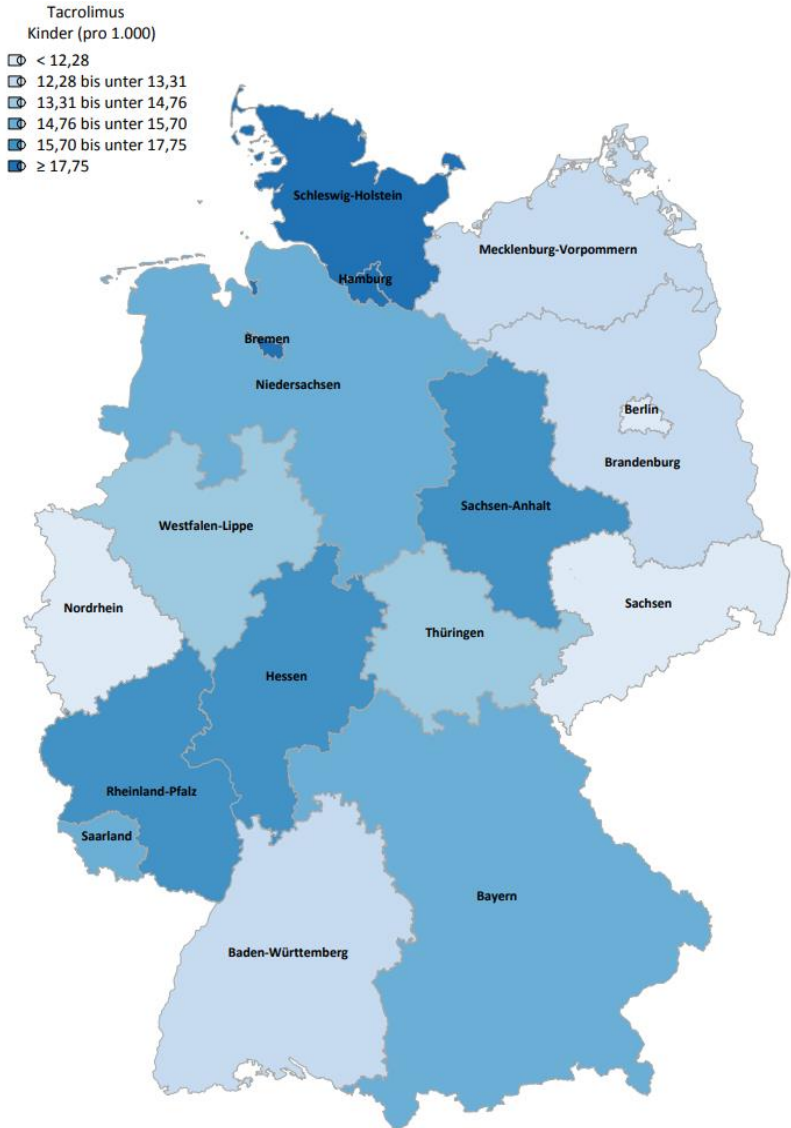 Tacrolimus
Kinder (pro 1.000)
< 12,28
12,28 bis unter 13,31
13,31 bis unter 14,76
14,76 bis unter 15,70
15,70 bis unter 17,75
≥ 17,75
Schleswig-Holstein
Mecklenburg-Vorpommern
Hamburg
Bremen
Niedersachsen
Berlin
Brandenburg
Sachsen-Anhalt
Westfalen-Lippe
Nordrhein
Sachsen
Thüringen
Hessen
Rheinland-Pfalz
Saarland
Bayern
Baden-Württemberg